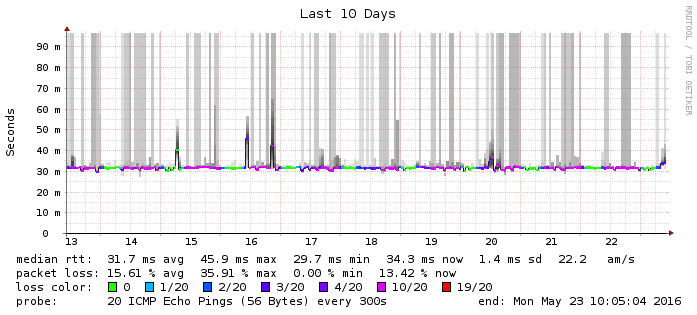 Last 10 Days
RRDTOOL / TOBI OETIKER
Seconds
90 m
80 m
70 m
60 m
50 m
40 m
30 m
20 m
10 m
0
13 14 15 16 17 18 19 20 21 22
median rtt: 31.7 ms avg 45.9 ms max 29.7 ms min 34.3 ms now 1.4 ms sd 22.2 am/s
packet loss: 15.61 % avg 35.91 % max 0.00 % min 13.42 % now
loss color: 0 1/20 2/20 3/20 4/20 10/20 19/20
probe: 20 ICMP Echo Pings (56 Bytes) every 300s end: Mon May 23 10:05:04 2016